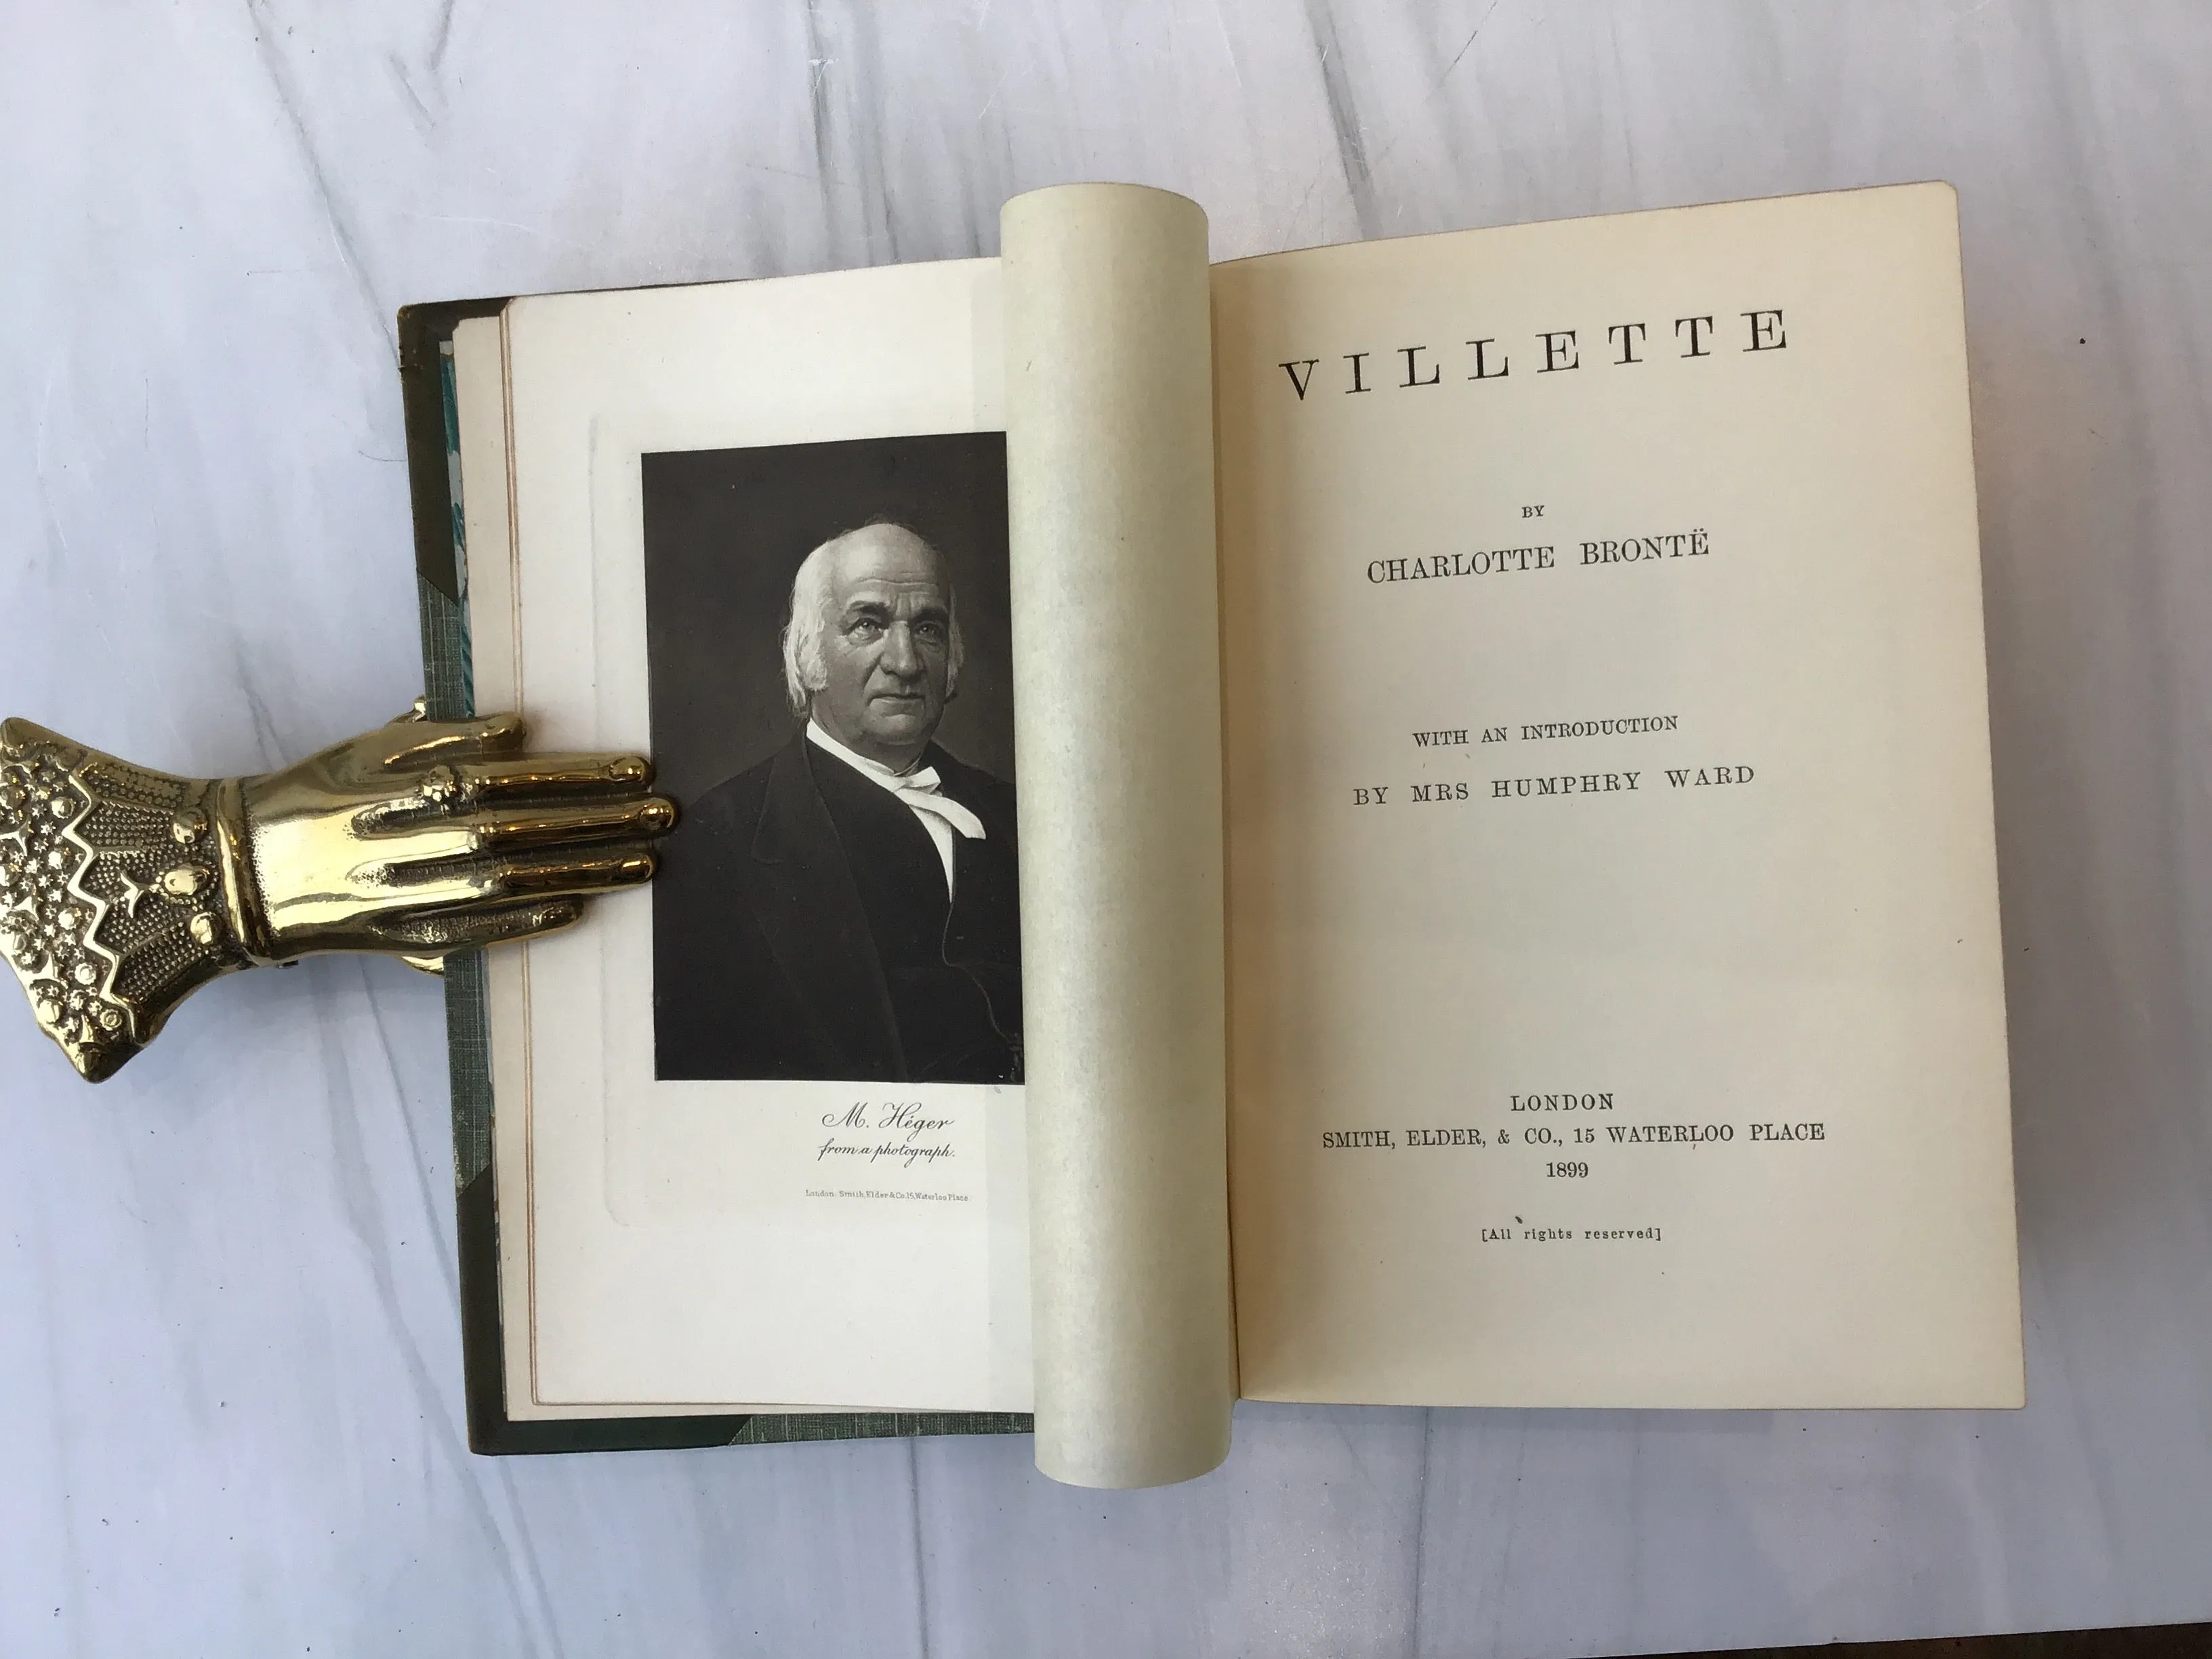 M. Héger
from a photograph.
London: Smith, Elder & Co. 15, Waterloo Place.
VILLETTE
BY
CHARLOTTE BRONTË
WITH AN INTRODUCTION
BY MRS HUMPHRY WARD
LONDON
SMITH, ELDER, & CO., 15 WATERLOO PLACE
1899
[All rights reserved]